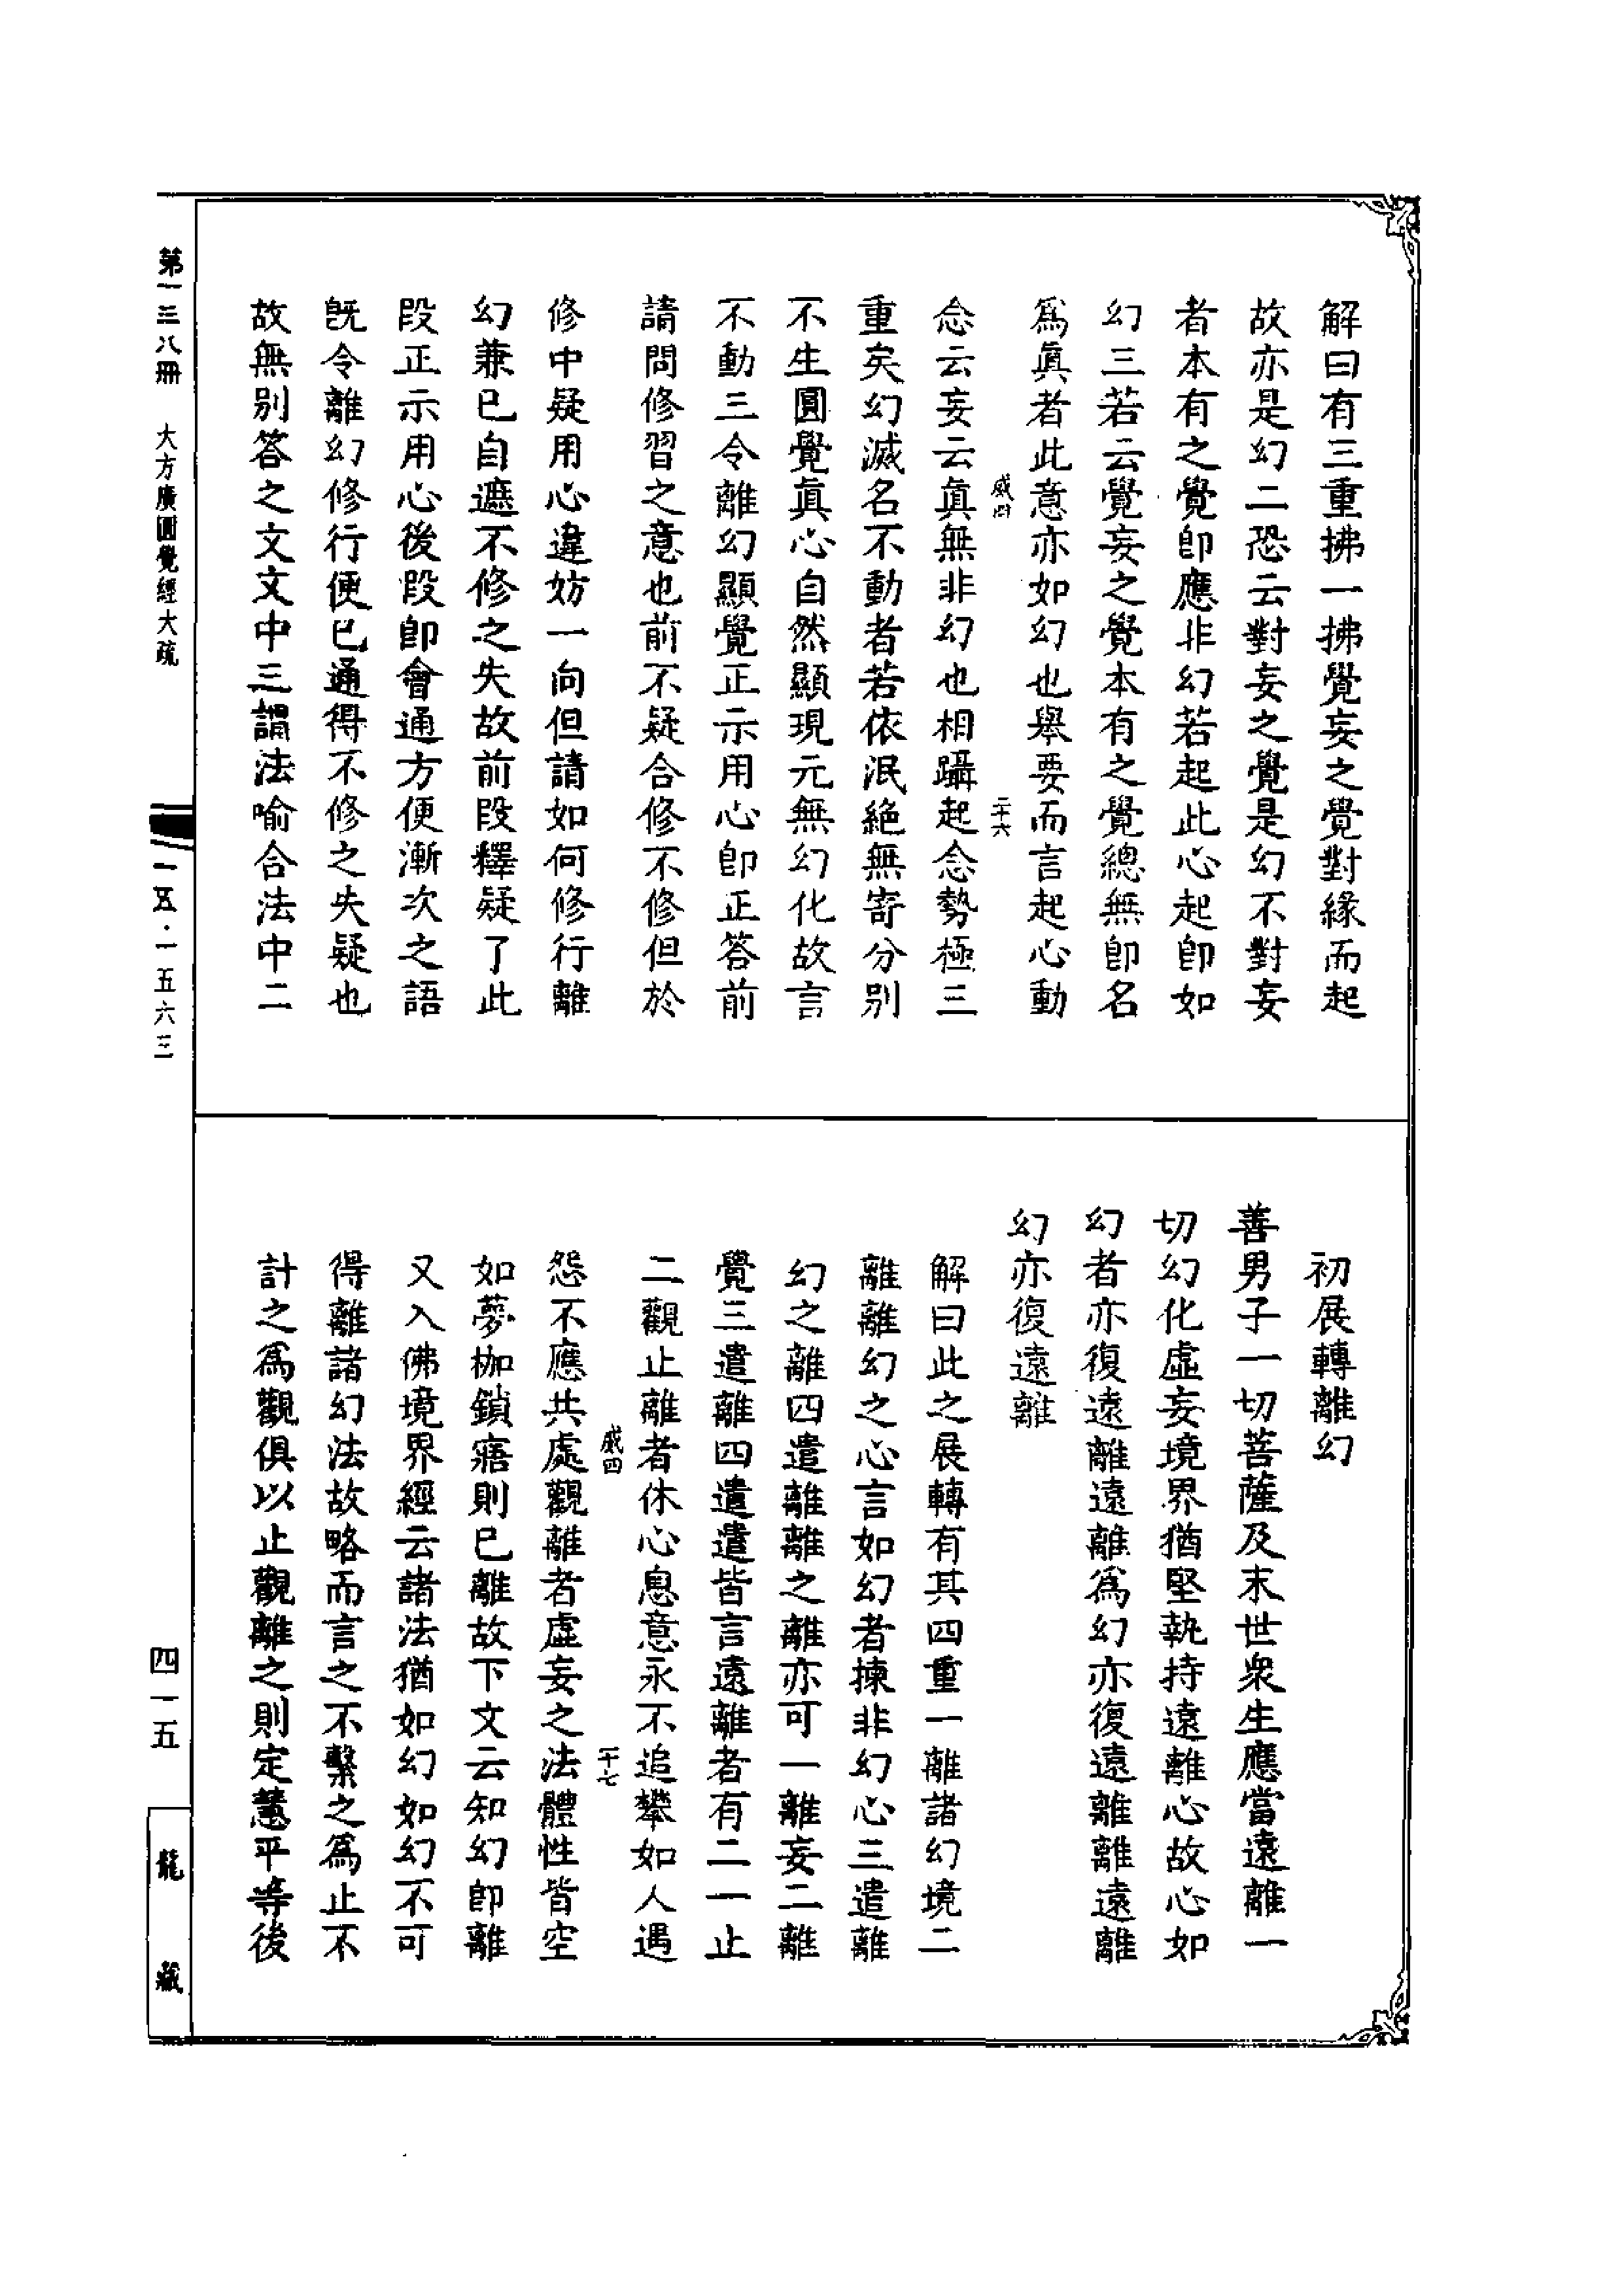 解曰有三重拂一拂覺妄之覺對緣而起
故亦是幻二恐云對妄之覺是幻不對妄
者本有之覺卽應非幻若起此心起卽如
幻三若云覺妄之覺本有之覺總無卽名
爲眞者此意亦如幻也舉要而言起心動
咸四
二十六
念云妄云眞無非幻也相躡起念勢極三
重矣幻滅名不動者若依泯絶無寄分別
不生圓覺眞心自然顯現元無幻化故言
不動三令離幻顯覺正示用心卽正答前
請問修習之意也前不疑合修不修但於
修中疑用心違妨一向但請如何修行離
幻兼已自遮不修之失故前段釋疑了此
段正示用心後段卽會通方便漸次之語
旣令離幻修行便已通得不修之失疑也
故無別答之文文中三謂法喻合法中二
初展轉離幻
善男子一切菩薩及末世衆生應當遠離一
切幻化虛妄境界猶堅執持遠離心故心如
幻者亦復遠離遠離爲幻亦復遠離離遠離
幻亦復遠離
解曰此之展轉有其四重一離諸幻境二
離離幻之心言如幻者揀非幻心三遣離
幻之離四遣離離之離亦可一離妄二離
覺三遣離四遣遣皆言遠離者有二一止
二觀止離者休心息意永不追攀如人遇
咸四
二十七
怨不應共處觀離者虛妄之法體性皆空
如夢枷鎖寤則已離故下文云知幻卽離
又入佛境界經云諸法猶如幻如幻不可
得離諸幻法故略而言之不繫之爲止不
計之爲觀俱以止觀離之則定慧平等後
第一三八冊 大方廣圓覺經大疏
一五·一五六三
四一五
龍藏